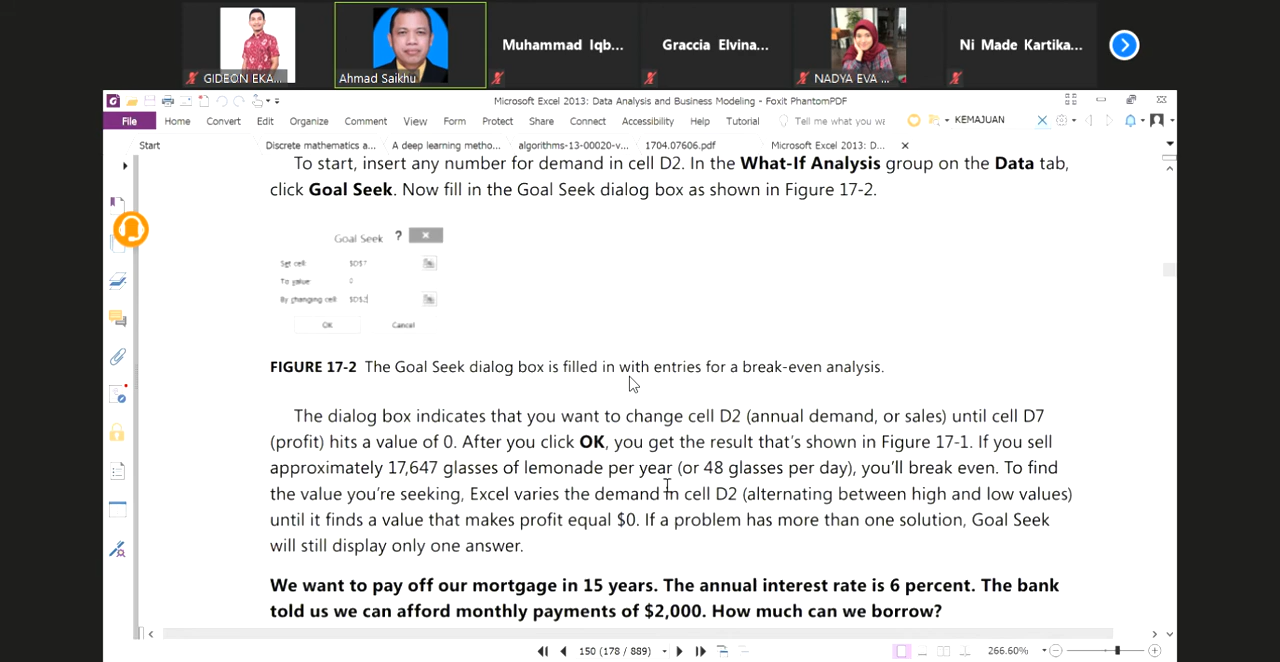 GIDEON EKA...
Ahmad Saikhu
Muhammad Iqb...
Graccia Elvina...
NADYA EVA ...
Ni Made Kartika...
Microsoft Excel 2013: Data Analysis and Business Modeling - Foxit PhantomPDF
File Home Convert Edit Organize Comment View Form Protect Share Connect Accessibility Help Tutorial Tell me what you wa KEMAJUAN
Start Discrete mathematics a... A deep learning metho... algorithms-13-00020-v... 1704.07606.pdf Microsoft Excel 2013: D...
To start, insert any number for demand in cell D2. In the What-If Analysis group on the Data tab,
click Goal Seek. Now fill in the Goal Seek dialog box as shown in Figure 17-2.
Goal Seek ?
Set cell: $D$7
To value: 0
By changing cell: $D$2
OK Cancel
FIGURE 17-2 The Goal Seek dialog box is filled in with entries for a break-even analysis.
The dialog box indicates that you want to change cell D2 (annual demand, or sales) until cell D7
(profit) hits a value of 0. After you click OK, you get the result that's shown in Figure 17-1. If you sell
approximately 17,647 glasses of lemonade per year (or 48 glasses per day), you'll break even. To find
the value you're seeking, Excel varies the demand in cell D2 (alternating between high and low values)
until it finds a value that makes profit equal $0. If a problem has more than one solution, Goal Seek
will still display only one answer.
We want to pay off our mortgage in 15 years. The annual interest rate is 6 percent. The bank
told us we can afford monthly payments of $2,000. How much can we borrow?
150 (178 / 889) 266.60%